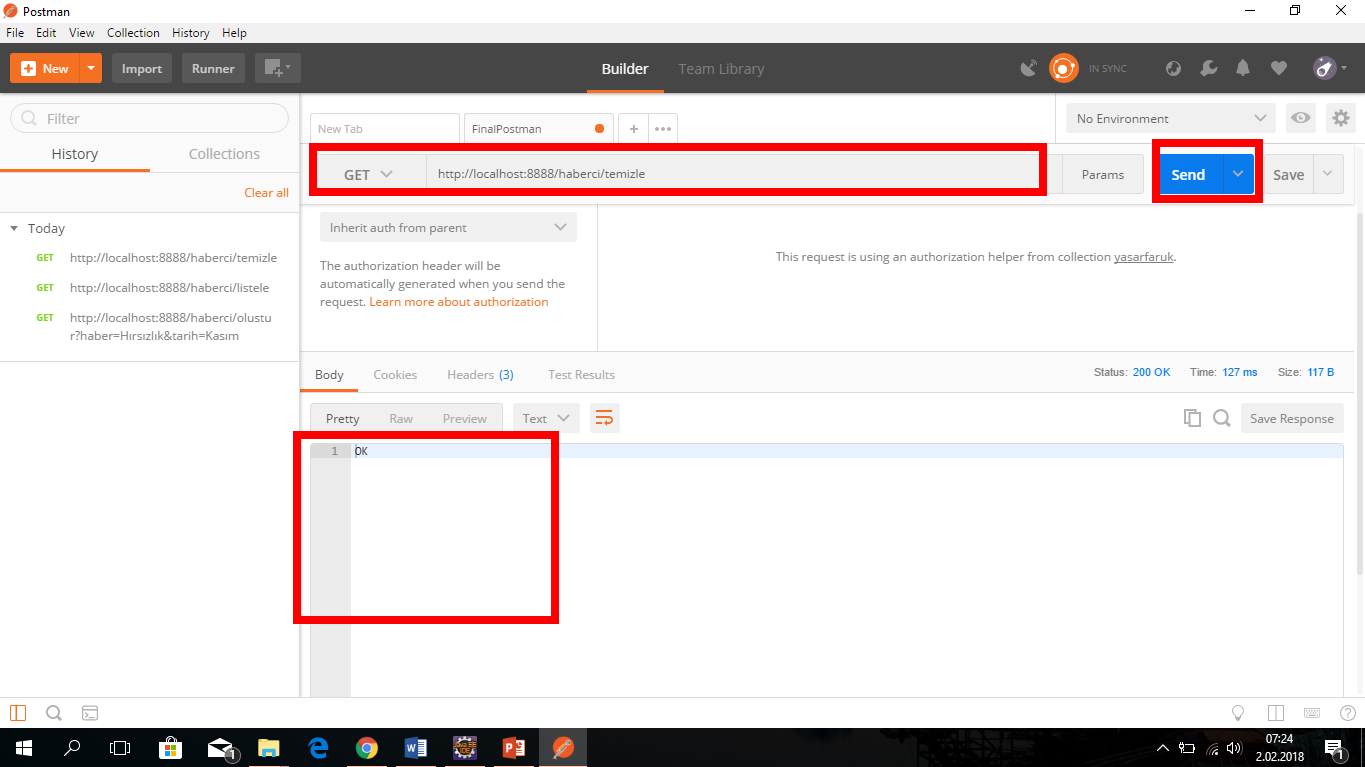 Postman
File Edit View Collection History Help
New Import Runner Builder Team Library IN SYNC
Filter
History Collections
Clear all
Today
GET http://localhost:8888/haberci/temizle
GET http://localhost:8888/haberci/listele
GET http://localhost:8888/haberci/olustu
r?haber=Hırsızlık&tarih=Kasım
New Tab FinalPostman + ••• No Environment
GET http://localhost:8888/haberci/temizle Params Send Save
Inherit auth from parent
The authorization header will be
automatically generated when you send the
request. Learn more about authorization
This request is using an authorization helper from collection yasarfaruk.
Body Cookies Headers (3) Test Results Status: 200 OK Time: 127 ms Size: 117 B
Pretty Raw Preview Text Save Response
1 OK
07:24
2.02.2018
1
1